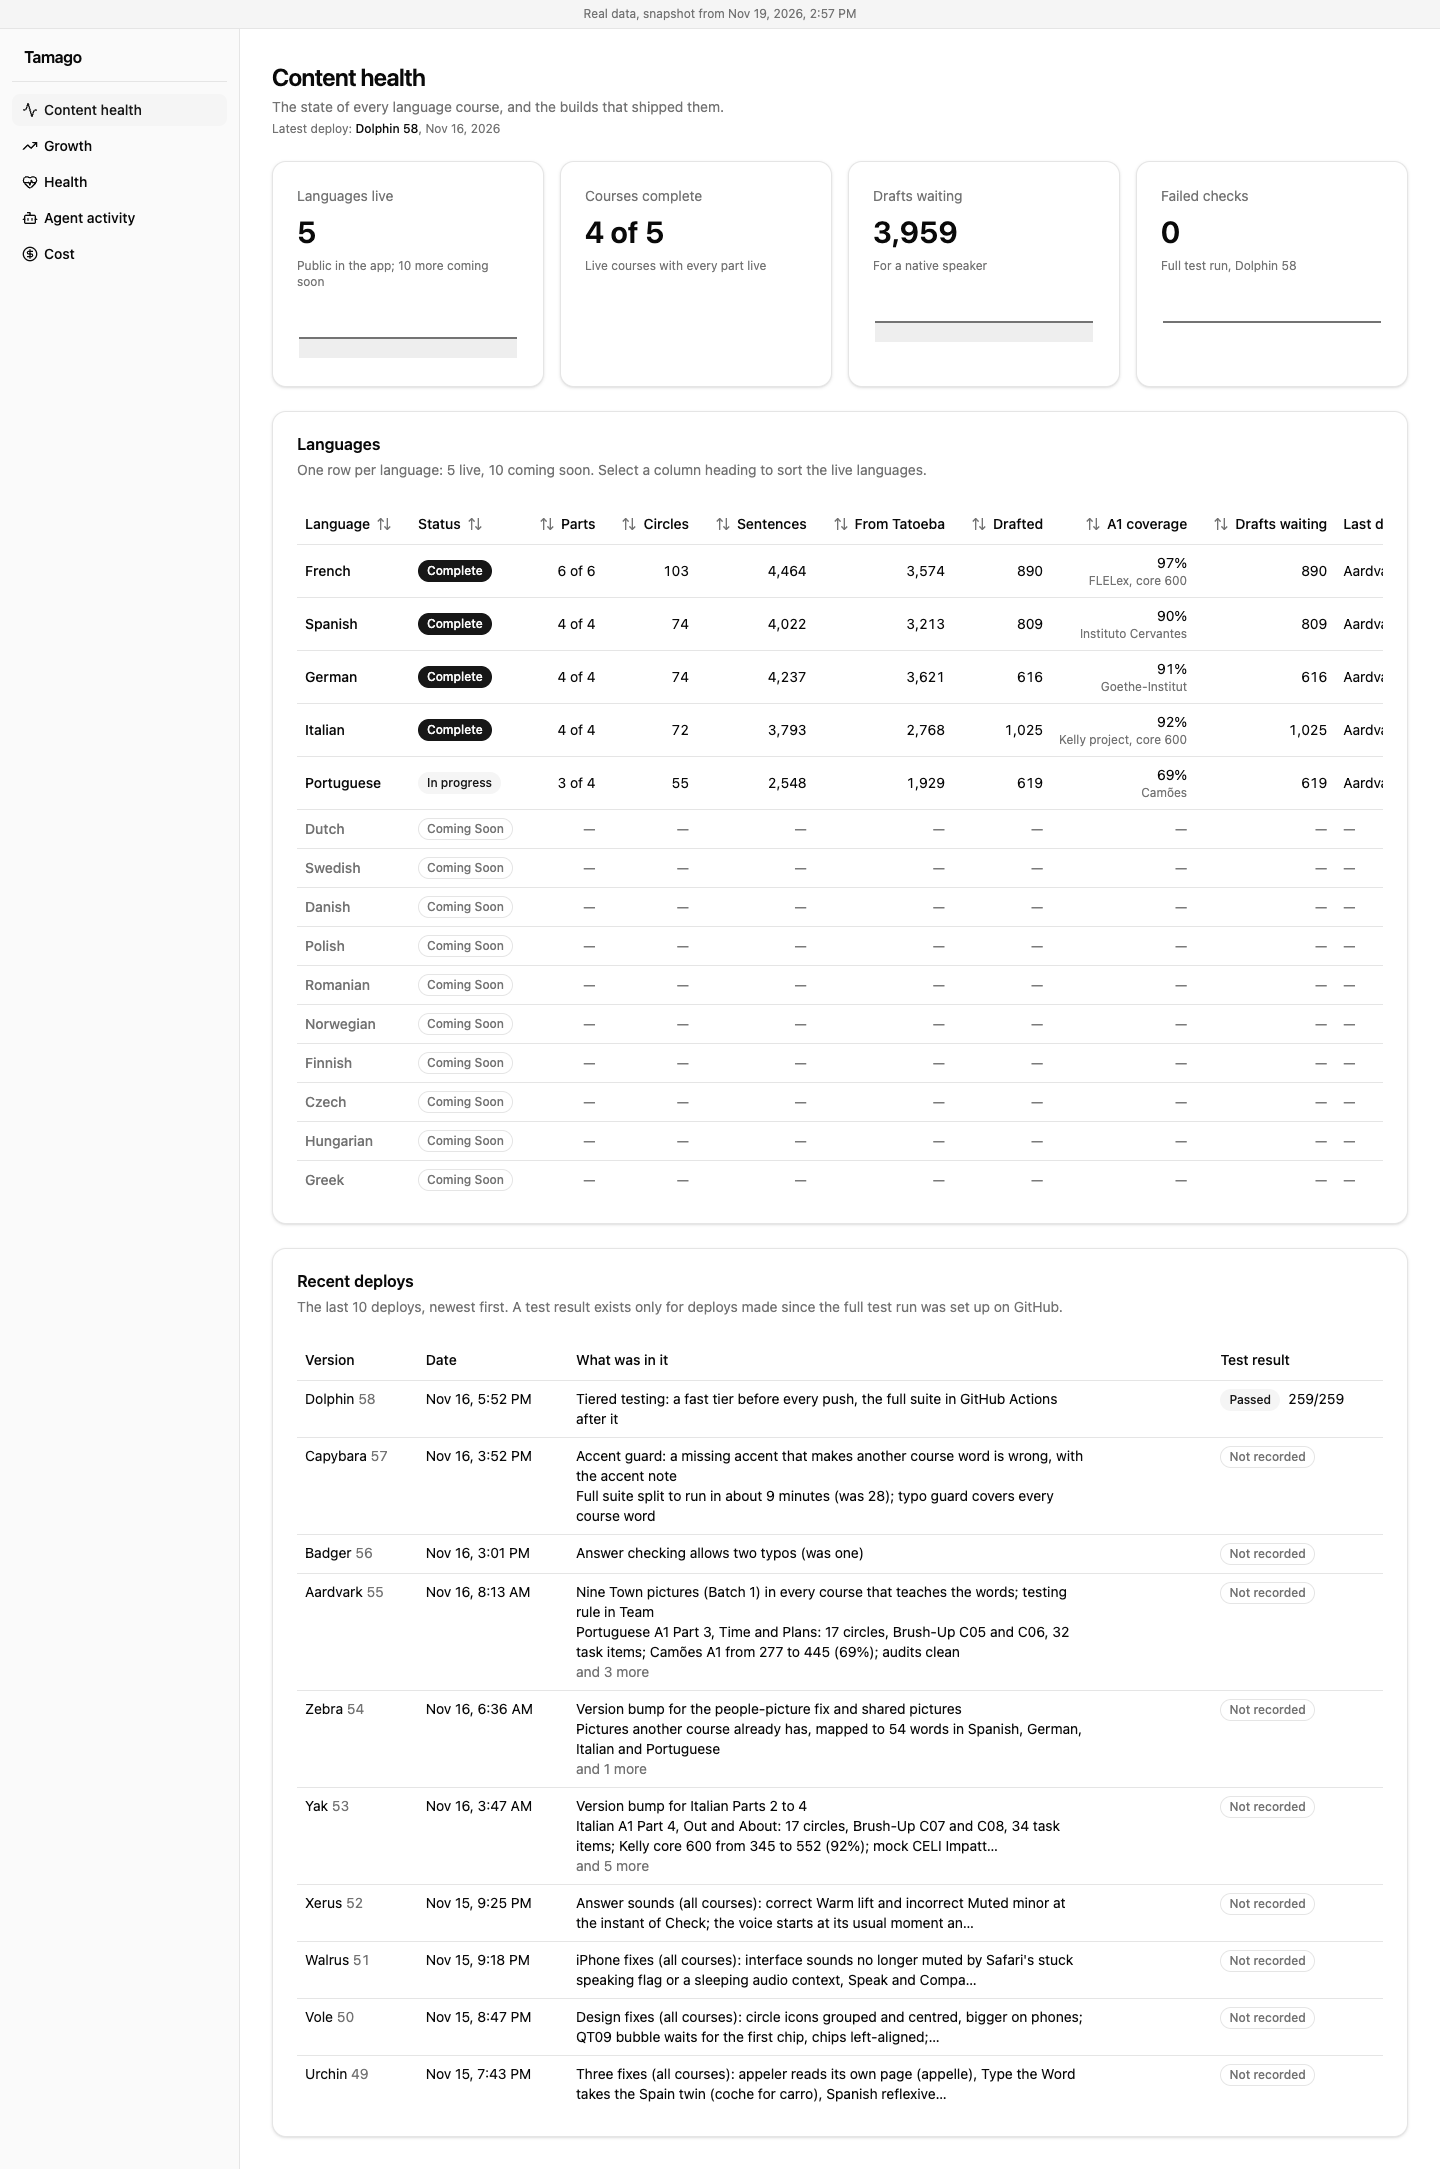 Real data, snapshot from Nov 19, 2026, 2:57 PM
Tamago
Content health
Growth
Health
Agent activity
Cost
Content health
The state of every language course, and the builds that shipped them.
Latest deploy: Dolphin 58, Nov 16, 2026
Languages live
5
Public in the app; 10 more coming
soon
Courses complete
4 of 5
Live courses with every part live
Drafts waiting
3,959
For a native speaker
Failed checks
0
Full test run, Dolphin 58
Languages
One row per language: 5 live, 10 coming soon. Select a column heading to sort the live languages.
Language Status Parts Circles Sentences From Tatoeba Drafted A1 coverage Drafts waiting Last d
French Complete 6 of 6 103 4,464 3,574 890 97% 890 Aardva
FLELex, core 600
Spanish Complete 4 of 4 74 4,022 3,213 809 90% 809 Aardva
Instituto Cervantes
German Complete 4 of 4 74 4,237 3,621 616 91% 616 Aardva
Goethe-Institut
Italian Complete 4 of 4 72 3,793 2,768 1,025 92% 1,025 Aardva
Kelly project, core 600
Portuguese In progress 3 of 4 55 2,548 1,929 619 69% 619 Aardva
Camões
Dutch Coming Soon — — — — — — — —
Swedish Coming Soon — — — — — — — —
Danish Coming Soon — — — — — — — —
Polish Coming Soon — — — — — — — —
Romanian Coming Soon — — — — — — — —
Norwegian Coming Soon — — — — — — — —
Finnish Coming Soon — — — — — — — —
Czech Coming Soon — — — — — — — —
Hungarian Coming Soon — — — — — — — —
Greek Coming Soon — — — — — — — —
Recent deploys
The last 10 deploys, newest first. A test result exists only for deploys made since the full test run was set up on GitHub.
Version Date What was in it Test result
Dolphin 58 Nov 16, 5:52 PM Tiered testing: a fast tier before every push, the full suite in GitHub Actions Passed 259/259
after it
Capybara 57 Nov 16, 3:52 PM Accent guard: a missing accent that makes another course word is wrong, with Not recorded
the accent note
Full suite split to run in about 9 minutes (was 28); typo guard covers every
course word
Badger 56 Nov 16, 3:01 PM Answer checking allows two typos (was one) Not recorded
Aardvark 55 Nov 16, 8:13 AM Nine Town pictures (Batch 1) in every course that teaches the words; testing Not recorded
rule in Team
Portuguese A1 Part 3, Time and Plans: 17 circles, Brush-Up C05 and C06, 32
task items; Camões A1 from 277 to 445 (69%); audits clean
and 3 more
Zebra 54 Nov 16, 6:36 AM Version bump for the people-picture fix and shared pictures Not recorded
Pictures another course already has, mapped to 54 words in Spanish, German,
Italian and Portuguese
and 1 more
Yak 53 Nov 16, 3:47 AM Version bump for Italian Parts 2 to 4 Not recorded
Italian A1 Part 4, Out and About: 17 circles, Brush-Up C07 and C08, 34 task
items; Kelly core 600 from 345 to 552 (92%); mock CELI Impatt...
and 5 more
Xerus 52 Nov 15, 9:25 PM Answer sounds (all courses): correct Warm lift and incorrect Muted minor at Not recorded
the instant of Check; the voice starts at its usual moment an...
Walrus 51 Nov 15, 9:18 PM iPhone fixes (all courses): interface sounds no longer muted by Safari's stuck Not recorded
speaking flag or a sleeping audio context, Speak and Compa...
Vole 50 Nov 15, 8:47 PM Design fixes (all courses): circle icons grouped and centred, bigger on phones; Not recorded
QT09 bubble waits for the first chip, chips left-aligned;...
Urchin 49 Nov 15, 7:43 PM Three fixes (all courses): appeler reads its own page (appelle), Type the Word Not recorded
takes the Spain twin (coche for carro), Spanish reflexive...